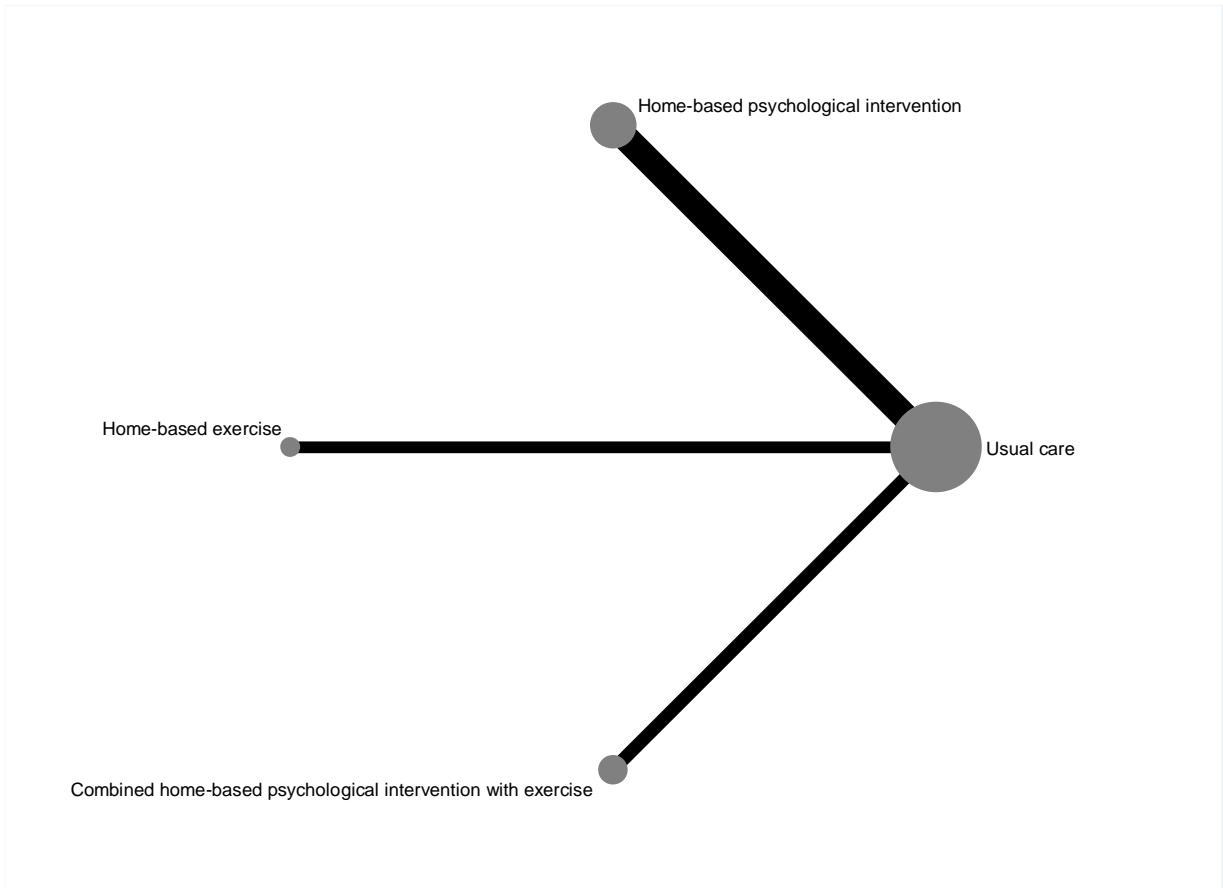 Home-based psychological intervention
Home-based exercise
Usual care
Combined home-based psychological intervention with exercise